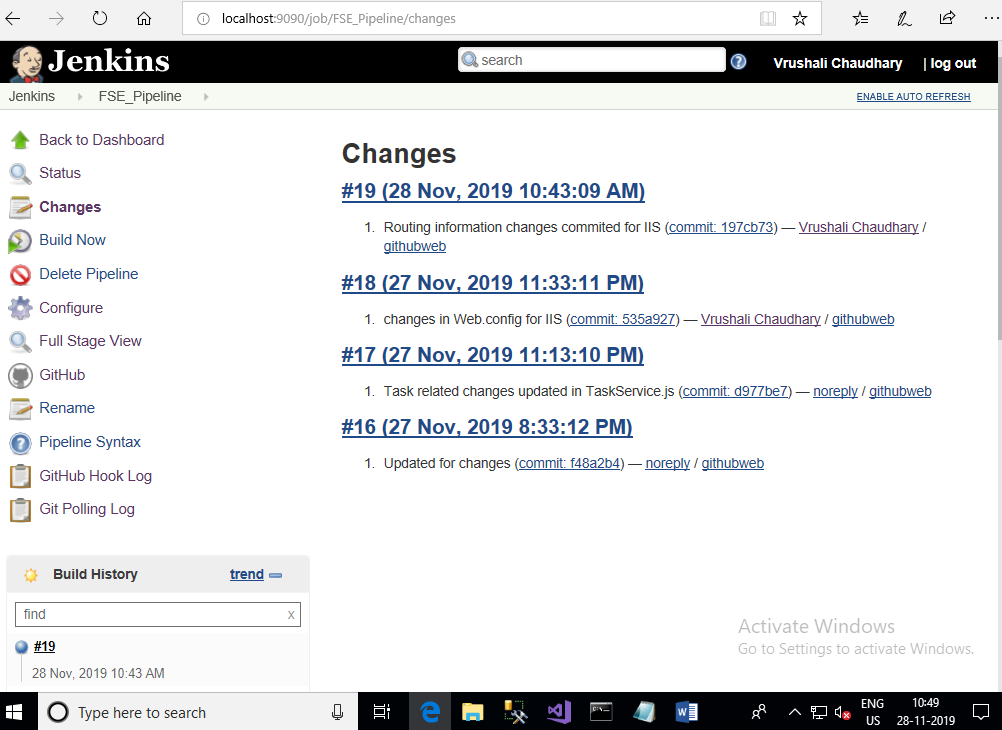 localhost:9090/job/FSE_Pipeline/changes
Jenkins
search
Vrushali Chaudhary
| log out
Jenkins
FSE_Pipeline
ENABLE AUTO REFRESH
Back to Dashboard
Status
Changes
Build Now
Delete Pipeline
Configure
Full Stage View
GitHub
Rename
Pipeline Syntax
GitHub Hook Log
Git Polling Log
Changes
#19 (28 Nov, 2019 10:43:09 AM)
1. Routing information changes commited for IIS (commit: 197cb73) — Vrushali Chaudhary /
githubweb
#18 (27 Nov, 2019 11:33:11 PM)
1. changes in Web.config for IIS (commit: 535a927) — Vrushali Chaudhary / githubweb
#17 (27 Nov, 2019 11:13:10 PM)
1. Task related changes updated in TaskService.js (commit: d977be7) — noreply / githubweb
#16 (27 Nov, 2019 8:33:12 PM)
1. Updated for changes (commit: f48a2b4) — noreply / githubweb
Build History
trend
find
x
#19
28 Nov, 2019 10:43 AM
Activate Windows
Go to Settings to activate Windows.
Type here to search
ENG
US
10:49
28-11-2019